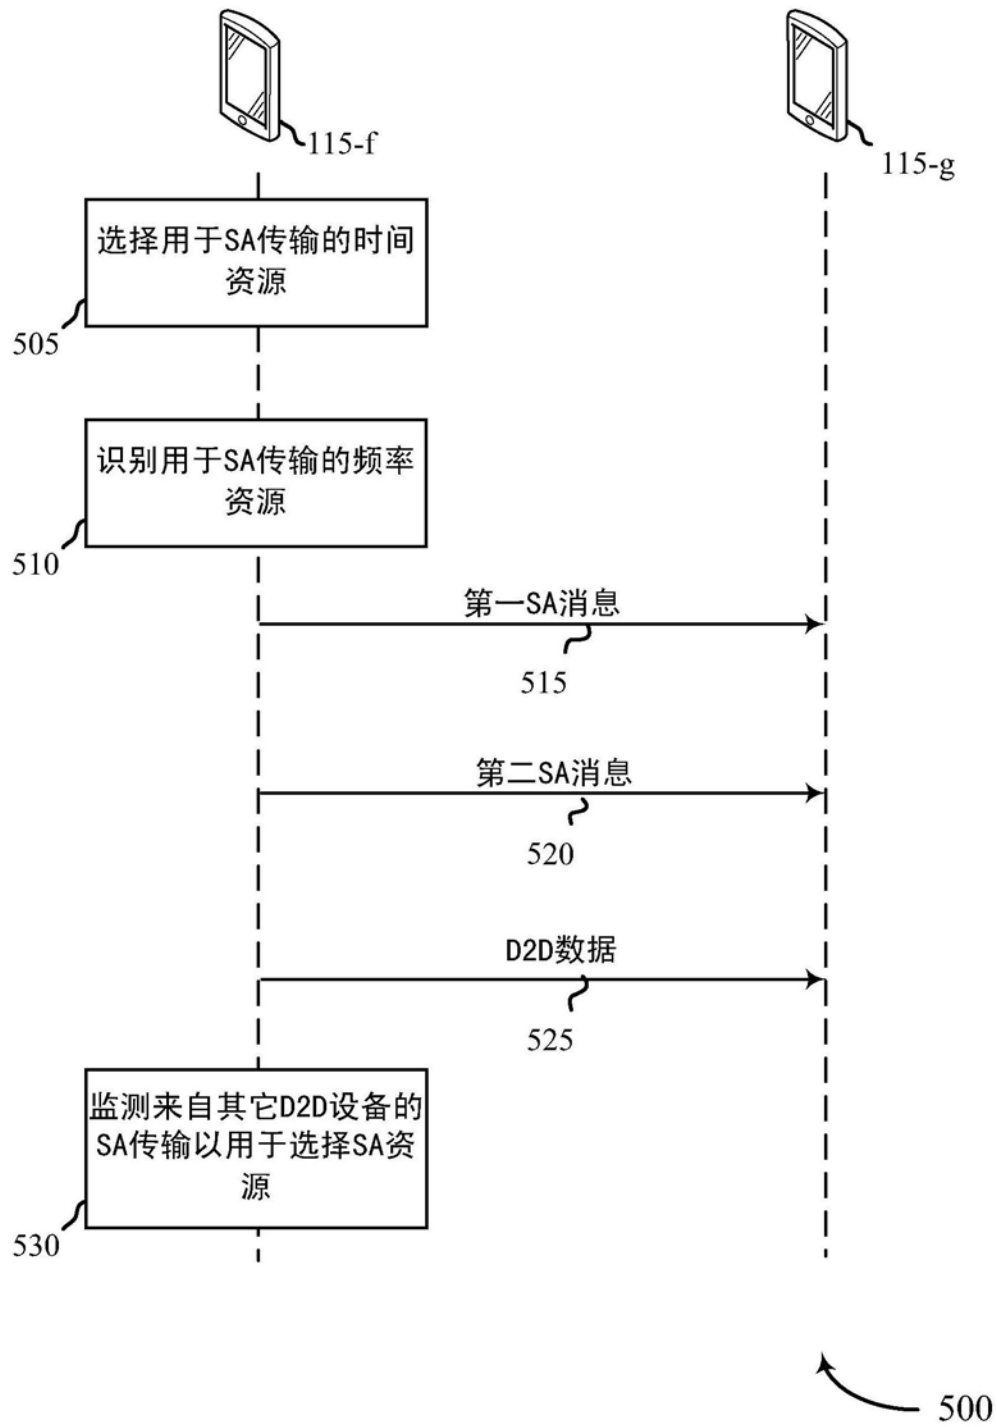 115-f
115-g
选择用于SA传输的时间
资源
505
识别用于SA传输的频率
资源
510
第一SA消息
515
第二SA消息
520
D2D数据
525
监测来自其它D2D设备的
SA传输以用于选择SA资
源
530
500